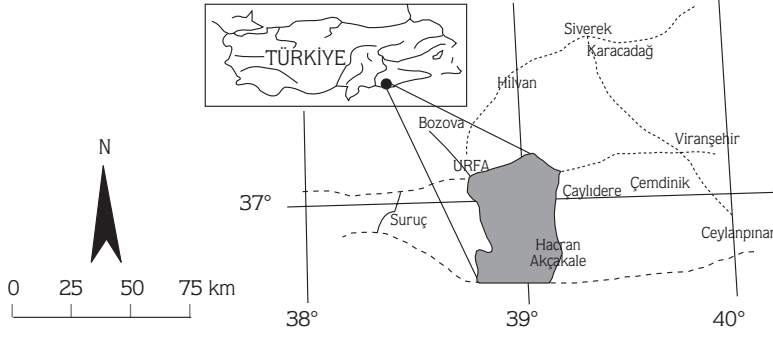 TÜRKİYE
Siverek
Karacadağ
Hilvan
Bozova
Viranşehir
URFA
Çaylıdere
Çemdinik
N
37°
Suruç
Ceylanpınar
Hacran
Akçakale
0 25 50 75 km
38° 39° 40°